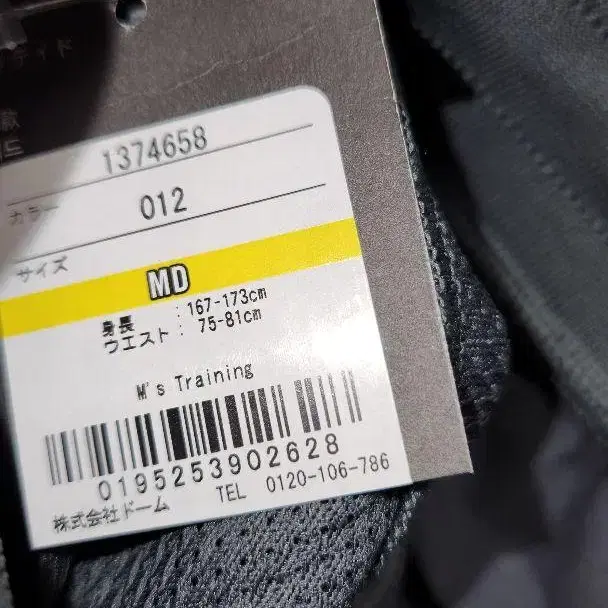 1374658
カラー 012
サイズ
MD
身長 : 167-173cm
ウエスト : 75-81cm
M's Training
0195253902628
株式会社ドーム TEL 0120-106-786